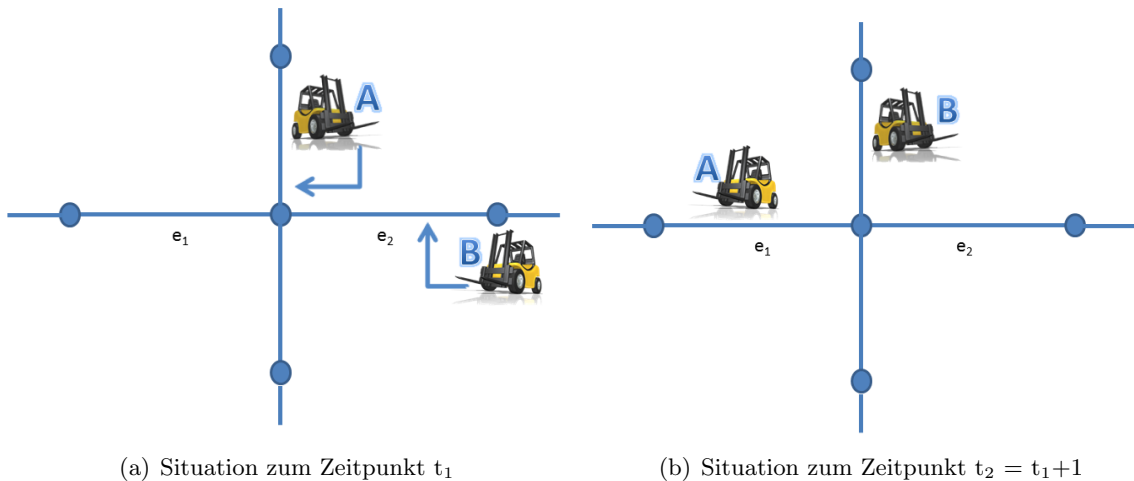 A
B
e₁
e₂
(a) Situation zum Zeitpunkt t₁
B
A
e₁
e₂
(b) Situation zum Zeitpunkt t₂ = t₁+1